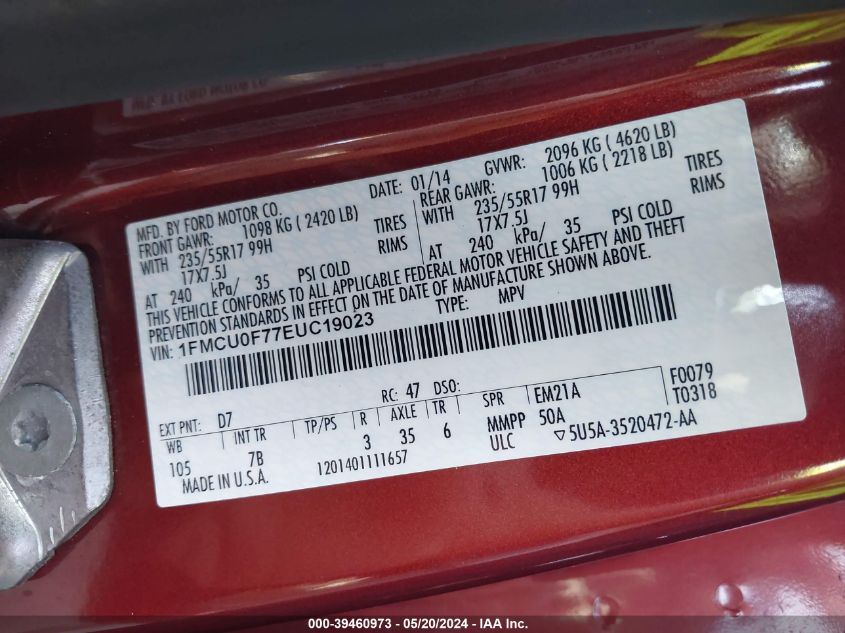 MFD. BY FORD MOTOR CO.
DATE: 01/14 GVWR: 2096 KG ( 4620 LB)
FRONT GAWR: 1098 KG ( 2420 LB) REAR GAWR: 1006 KG ( 2218 LB)
WITH 235/55R17 99H TIRES WITH 235/55R17 99H TIRES
17X7.5J RIMS 17X7.5J RIMS
AT 240 kPa/ 35 PSI COLD AT 240 kPa/ 35 PSI COLD
THIS VEHICLE CONFORMS TO ALL APPLICABLE FEDERAL MOTOR VEHICLE SAFETY AND THEFT
PREVENTION STANDARDS IN EFFECT ON THE DATE OF MANUFACTURE SHOWN ABOVE.
VIN: 1FMCU0F77EUC19023 TYPE: MPV
F0079
T0318
EXT PNT: D7 RC: 47 DSO:
WB INT TR TP/PS R AXLE TR SPR EM21A
105 7B 3 35 6 MMPP 50A
ULC 5U5A-3520472-AA
MADE IN U.S.A. 1201401111657
000-39460973 - 05/20/2024 - IAA Inc.